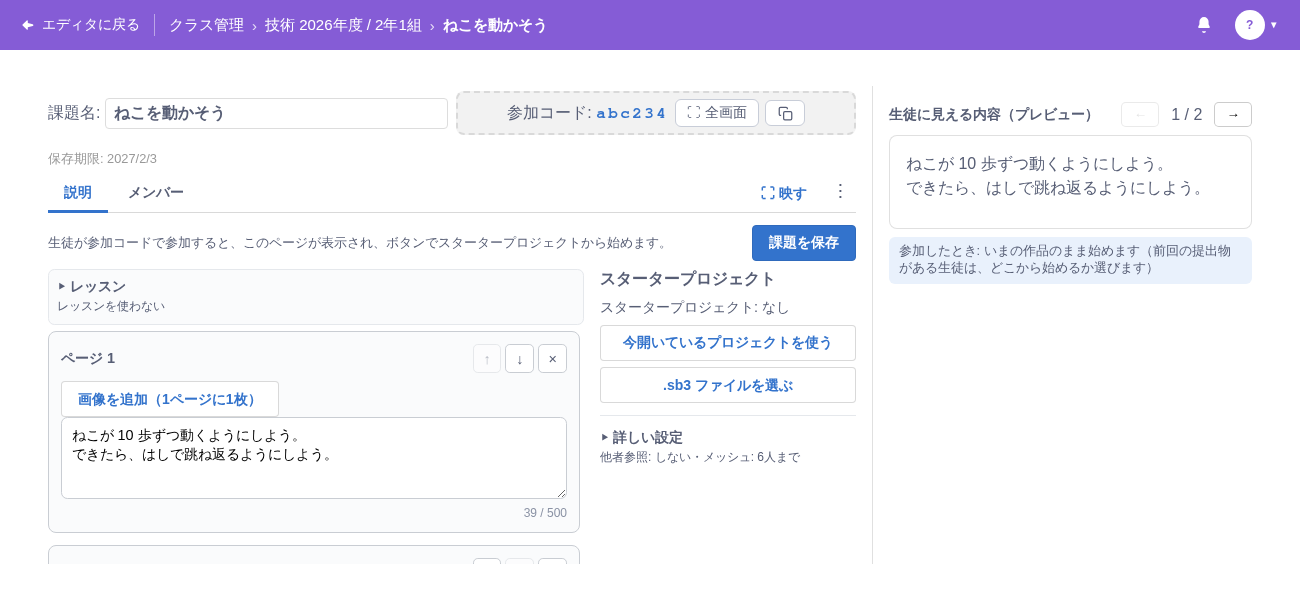 エディタに戻る
クラス管理 › 技術 2026年度 / 2年1組 › ねこを動かそう
?
課題名: ねこを動かそう
参加コード: abc234 全画面
保存期限: 2027/2/3
説明 メンバー 映す
生徒が参加コードで参加すると、このページが表示され、ボタンでスタータープロジェクトから始めます。
課題を保存
レッスン
レッスンを使わない
ページ 1 ↑ ↓ ×
画像を追加（1ページに1枚）
ねこが 10 歩ずつ動くようにしよう。
できたら、はしで跳ね返るようにしよう。
39 / 500
スタータープロジェクト
スタータープロジェクト: なし
今開いているプロジェクトを使う
.sb3 ファイルを選ぶ
詳しい設定
他者参照: しない・メッシュ: 6人まで
生徒に見える内容（プレビュー） ← 1 / 2 →
ねこが 10 歩ずつ動くようにしよう。
できたら、はしで跳ね返るようにしよう。
参加したとき: いまの作品のまま始めます（前回の提出物
がある生徒は、どこから始めるか選びます）